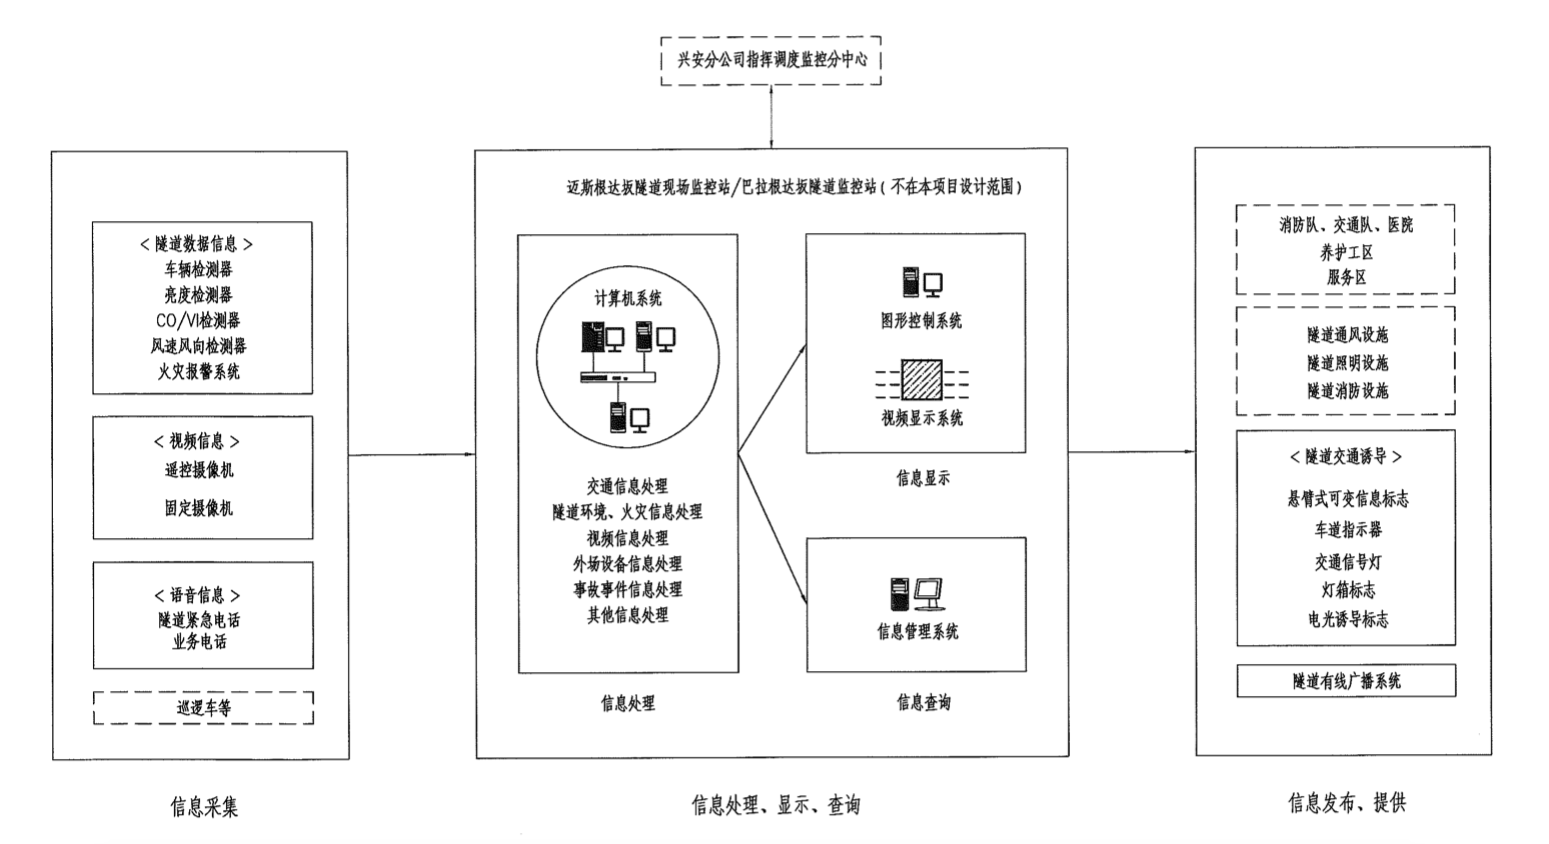 兴安分公司指挥调度监控分中心
<隧道数据信息>
车辆检测器
亮度检测器
CO/VI检测器
风速风向检测器
火灾报警系统
<视频信息>
遥控摄像机
固定摄像机
<语音信息>
隧道紧急电话
业务电话
巡逻车等
信息采集
迈斯根达坂隧道现场监控站/巴拉根达坂隧道监控站(不在本项目设计范围)
计算机系统
交通信息处理
隧道环境、火灾信息处理
视频信息处理
外场设备信息处理
事故事件信息处理
其他信息处理
信息处理
图形控制系统
视频显示系统
信息显示
信息管理系统
信息查询
信息处理、显示、查询
消防队、交通队、医院
养护工区
服务区
隧道通风设施
隧道照明设施
隧道消防设施
<隧道交通诱导>
悬臂式可变信息标志
车道指示器
交通信号灯
灯箱标志
电光诱导标志
隧道有线广播系统
信息发布、提供